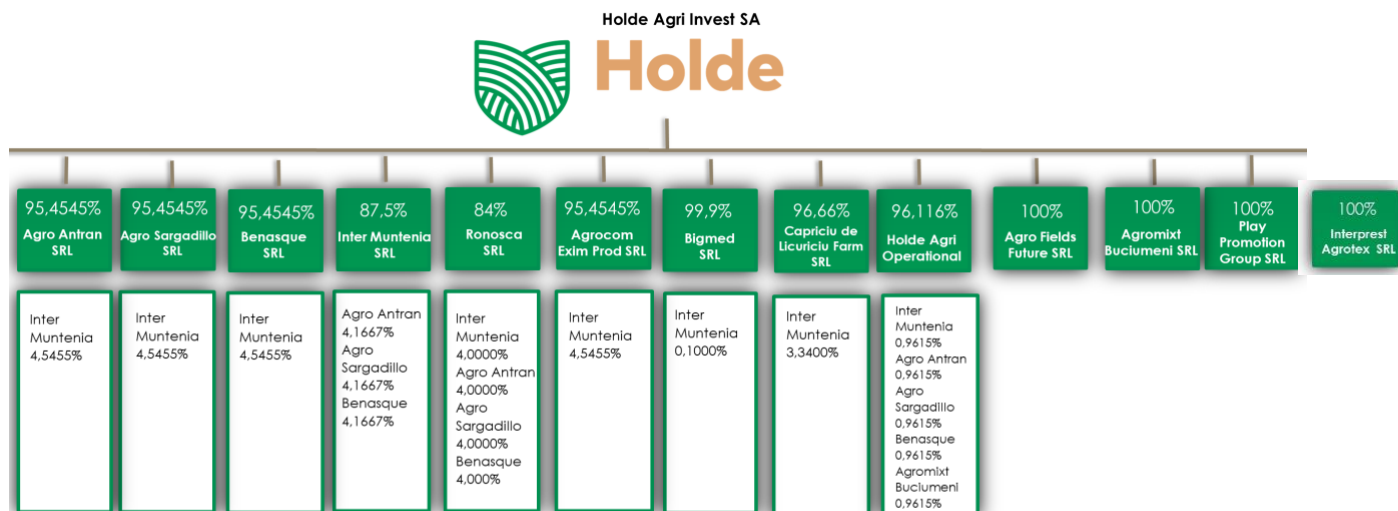 Holde Agri Invest SA
Holde
95,4545%
Agro Antran
SRL
95,4545%
Agro Sargadillo
SRL
95,4545%
Benasque
SRL
87,5%
Inter Muntenia
SRL
84%
Ronosca
SRL
95,4545%
Agrocom
Exim Prod SRL
99,9%
Bigmed
SRL
96,66%
Capriciu de
Licuriciu Farm
SRL
96,116%
Holde Agri
Operational
100%
Agro Fields
Future SRL
100%
Agromixt
Buciumeni SRL
100%
Play
Promotion
Group SRL
100%
Interprest
Agrotex SRL
Inter
Muntenia
4,5455%
Inter
Muntenia
4,5455%
Inter
Muntenia
4,5455%
Agro Antran
4,1667%
Agro
Sargadillo
4,1667%
Benasque
4,1667%
Inter
Muntenia
4,0000%
Agro Antran
4,0000%
Agro
Sargadillo
4,0000%
Benasque
4,000%
Inter
Muntenia
4,5455%
Inter
Muntenia
0,1000%
Inter
Muntenia
3,3400%
Inter
Muntenia
0,9615%
Agro Antran
0,9615%
Agro
Sargadillo
0,9615%
Benasque
0,9615%
Agromixt
Buciumeni
0,9615%